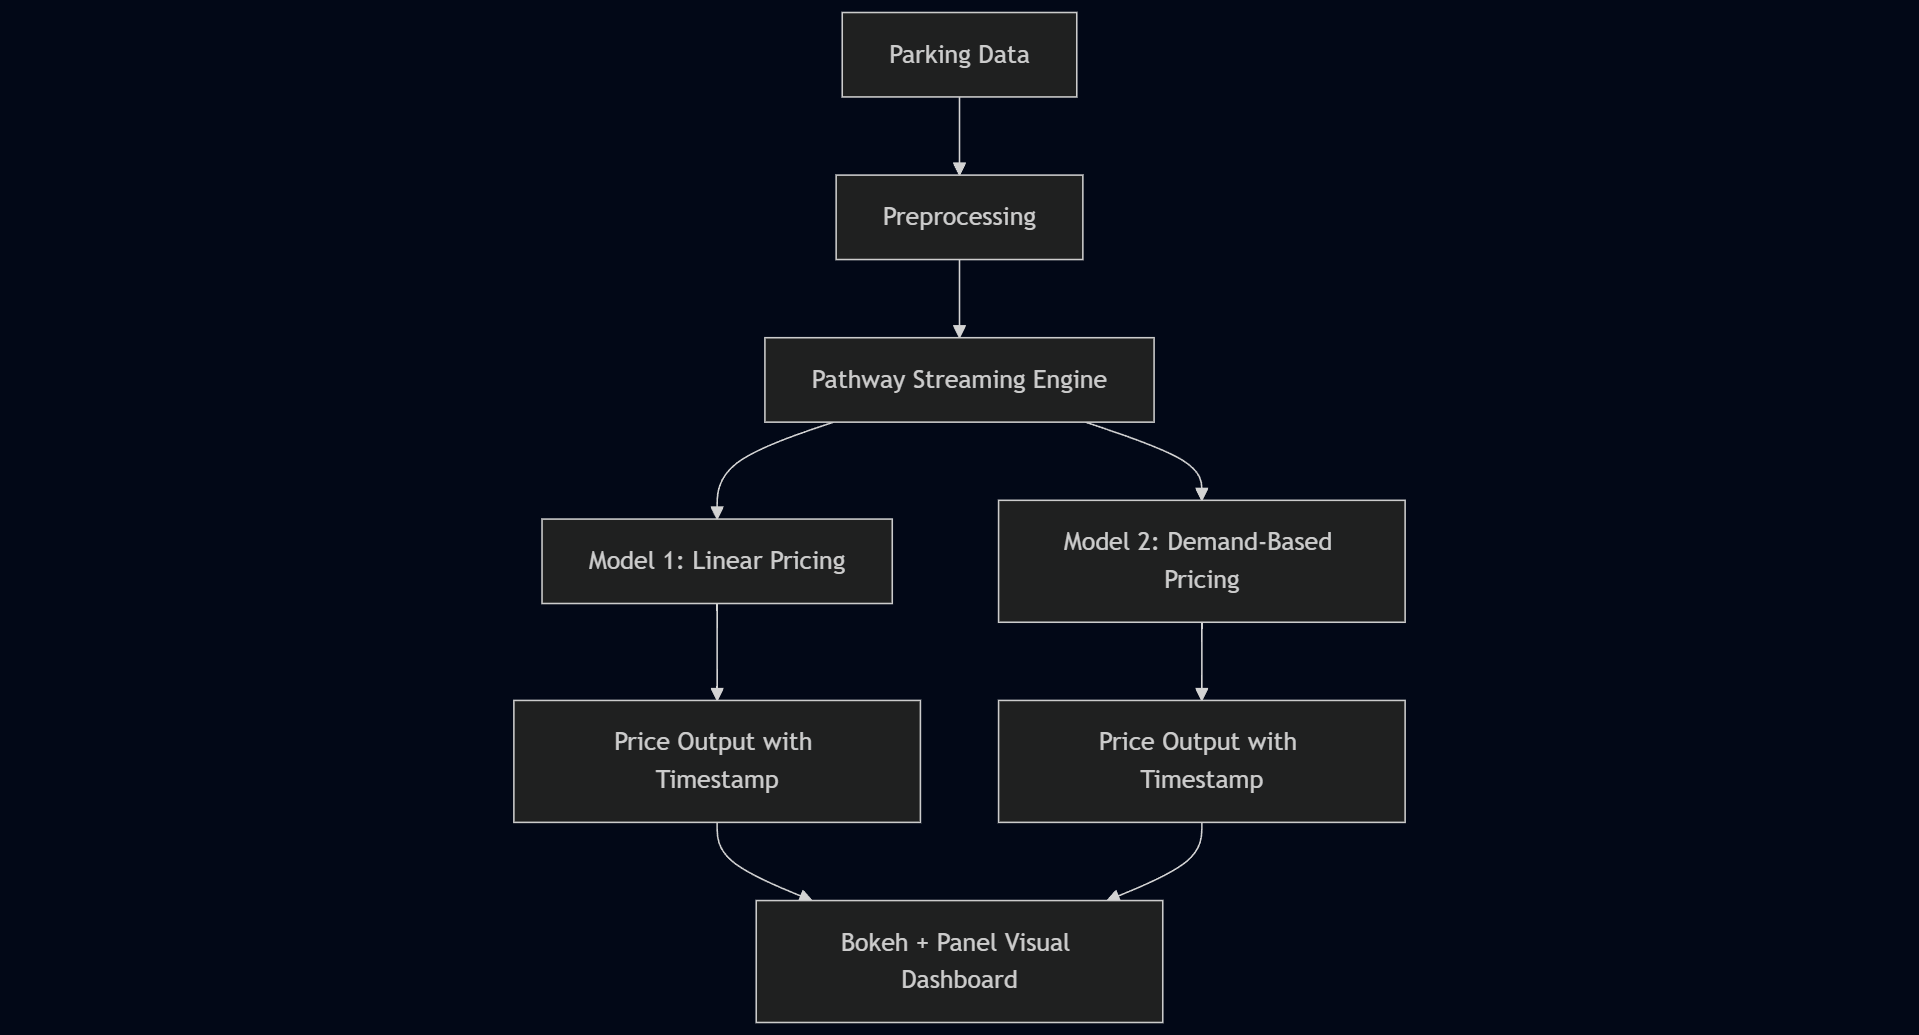 Parking Data
Preprocessing
Pathway Streaming Engine
Model 1: Linear Pricing
Model 2: Demand-Based
Pricing
Price Output with
Timestamp
Price Output with
Timestamp
Bokeh + Panel Visual
Dashboard